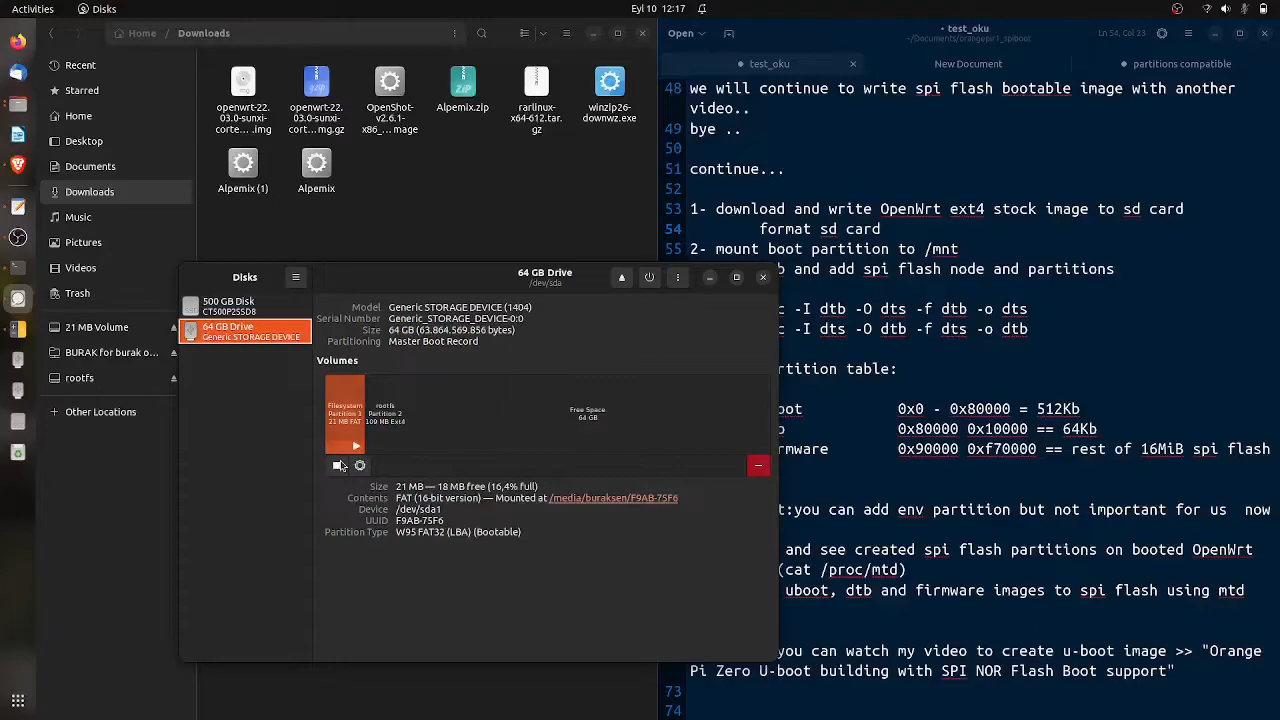 Activities
Disks
Eyl 10 12:17
Home
Downloads
Recent
Starred
Home
Desktop
Documents
Downloads
Music
Pictures
Videos
Trash
21 MB Volume
BURAK for burak o...
rootfs
Other Locations
openwrt-22.
03.0-sunxi-
corte... .img
openwrt-22.
03.0-sunxi-
cort...mg.gz
OpenShot-
v2.6.1-
x86_... mage
Alpemix.zip
rarlinux-
x64-612.tar.
gz
winzip26-
downwz.exe
Alpemix (1)
Alpemix
Disks
500 GB Disk
CT500P2SSD8
64 GB Drive
Generic STORAGE DEVICE
64 GB Drive
/dev/sda
Model Generic STORAGE DEVICE (1404)
Serial Number Generic_STORAGE_DEVICE-0:0
Size 64 GB (63.864.569.856 bytes)
Partitioning Master Boot Record
Volumes
Filesystem
Partition 1
21 MB FAT
rootfs
Partition 2
109 MB Ext4
Free Space
64 GB
Size 21 MB — 18 MB free (16,4% full)
Contents FAT (16-bit version) — Mounted at /media/buraksen/F9AB-75F6
Device /dev/sda1
UUID F9AB-75F6
Partition Type W95 FAT32 (LBA) (Bootable)
Open
• test_oku
~/Documents/orangepir1_spiboot
Ln 54, Col 23
test_oku
New Document
partitions compatible
48 we will continue to write spi flash bootable image with another
video..
49 bye ..
50
51 continue...
52
53 1- download and write OpenWrt ext4 stock image to sd card
54 format sd card
55 2- mount boot partition to /mnt
b and add spi flash node and partitions
c -I dtb -O dts -f dtb -o dts
-I dts -O dtb -f dts -o dtb
rtition table:
oot 0x0 - 0x80000 = 512Kb
0x80000 0x10000 == 64Kb
rmware 0x90000 0xf70000 == rest of 16MiB spi flash
t:you can add env partition but not important for us now
and see created spi flash partitions on booted OpenWrt
(cat /proc/mtd)
uboot, dtb and firmware images to spi flash using mtd
you can watch my video to create u-boot image >> "Orange
Pi Zero U-boot building with SPI NOR Flash Boot support"
73
74